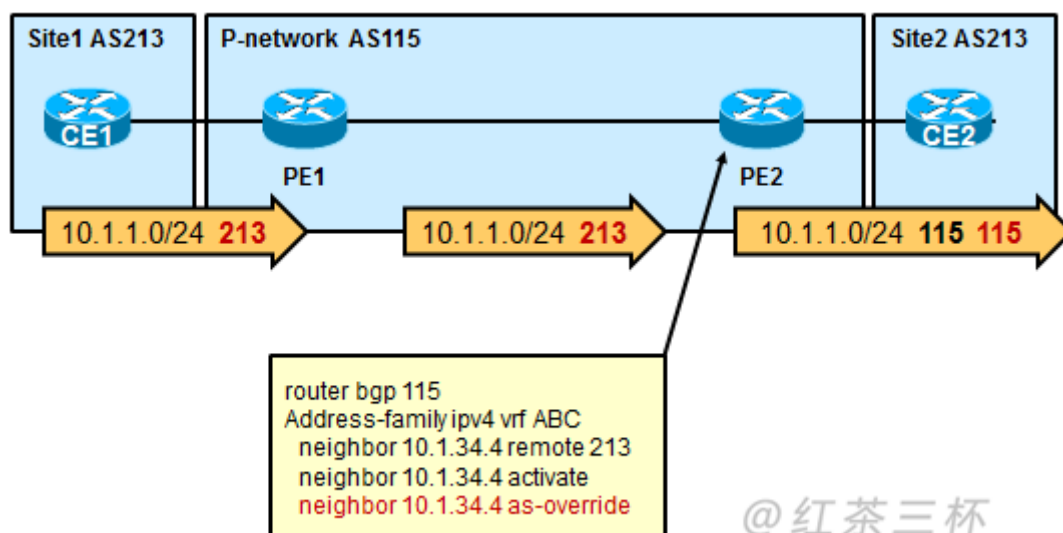 Site1 AS213
P-network AS115
Site2 AS213
CE1
CE2
PE1
PE2
10.1.1.0/24 213
10.1.1.0/24 213
10.1.1.0/24 115 115
router bgp 115
Address-family ipv4 vrf ABC
neighbor 10.1.34.4 remote 213
neighbor 10.1.34.4 activate
neighbor 10.1.34.4 as-override
@红茶三杯